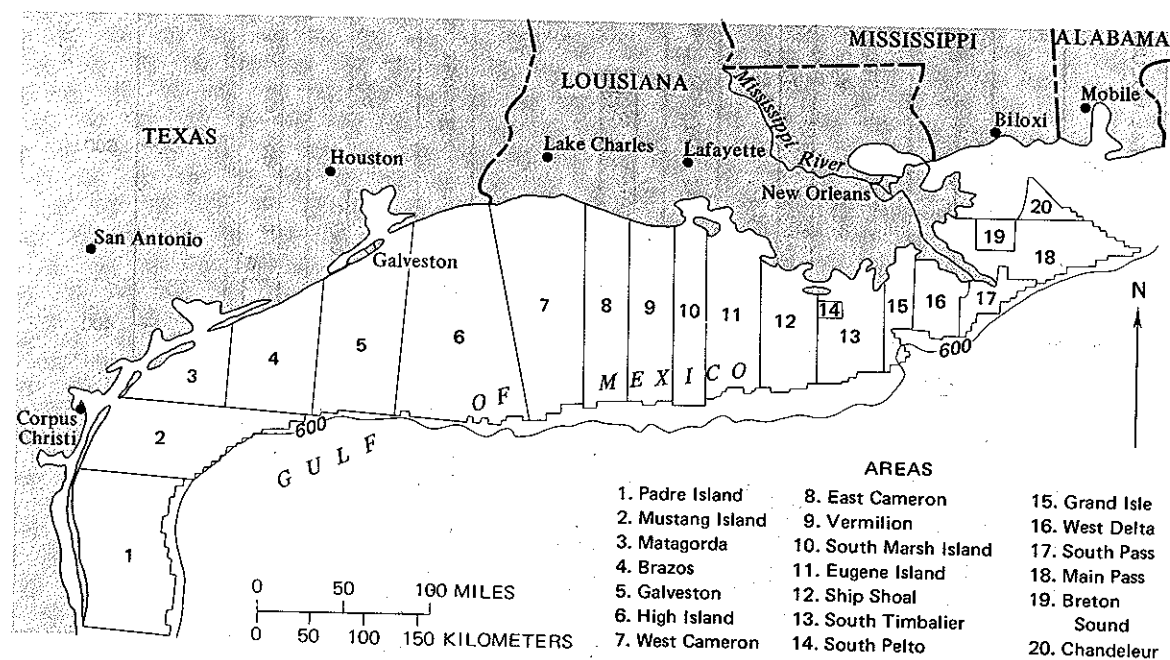 MISSISSIPPI
ALABAMA
LOUISIANA
TEXAS
Mississippi River
Mobile
Biloxi
Houston
Lake Charles
Lafayette
New Orleans
San Antonio
Galveston
Corpus
Christi
1
2
3
4
5
6
7
8
9
10
11
12
13
14
15
16
17
18
19
20
600
600
GULF OF MEXICO
N
0 50 100 MILES
0 50 100 150 KILOMETERS
AREAS
1. Padre Island
2. Mustang Island
3. Matagorda
4. Brazos
5. Galveston
6. High Island
7. West Cameron
8. East Cameron
9. Vermilion
10. South Marsh Island
11. Eugene Island
12. Ship Shoal
13. South Timbalier
14. South Pelto
15. Grand Isle
16. West Delta
17. South Pass
18. Main Pass
19. Breton
Sound
20. Chandeleur